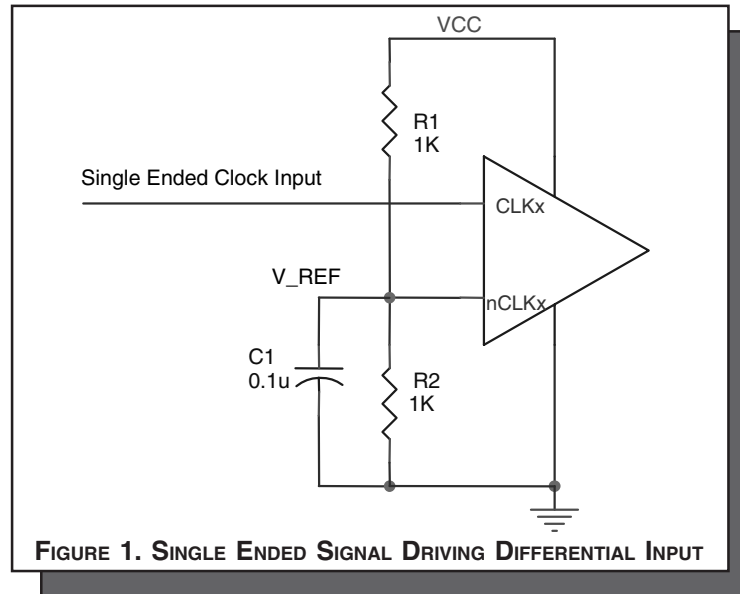 VCC
R1
1K
Single Ended Clock Input
CLKx
V_REF
nCLKx
C1
0.1u
R2
1K
FIGURE 1. SINGLE ENDED SIGNAL DRIVING DIFFERENTIAL INPUT